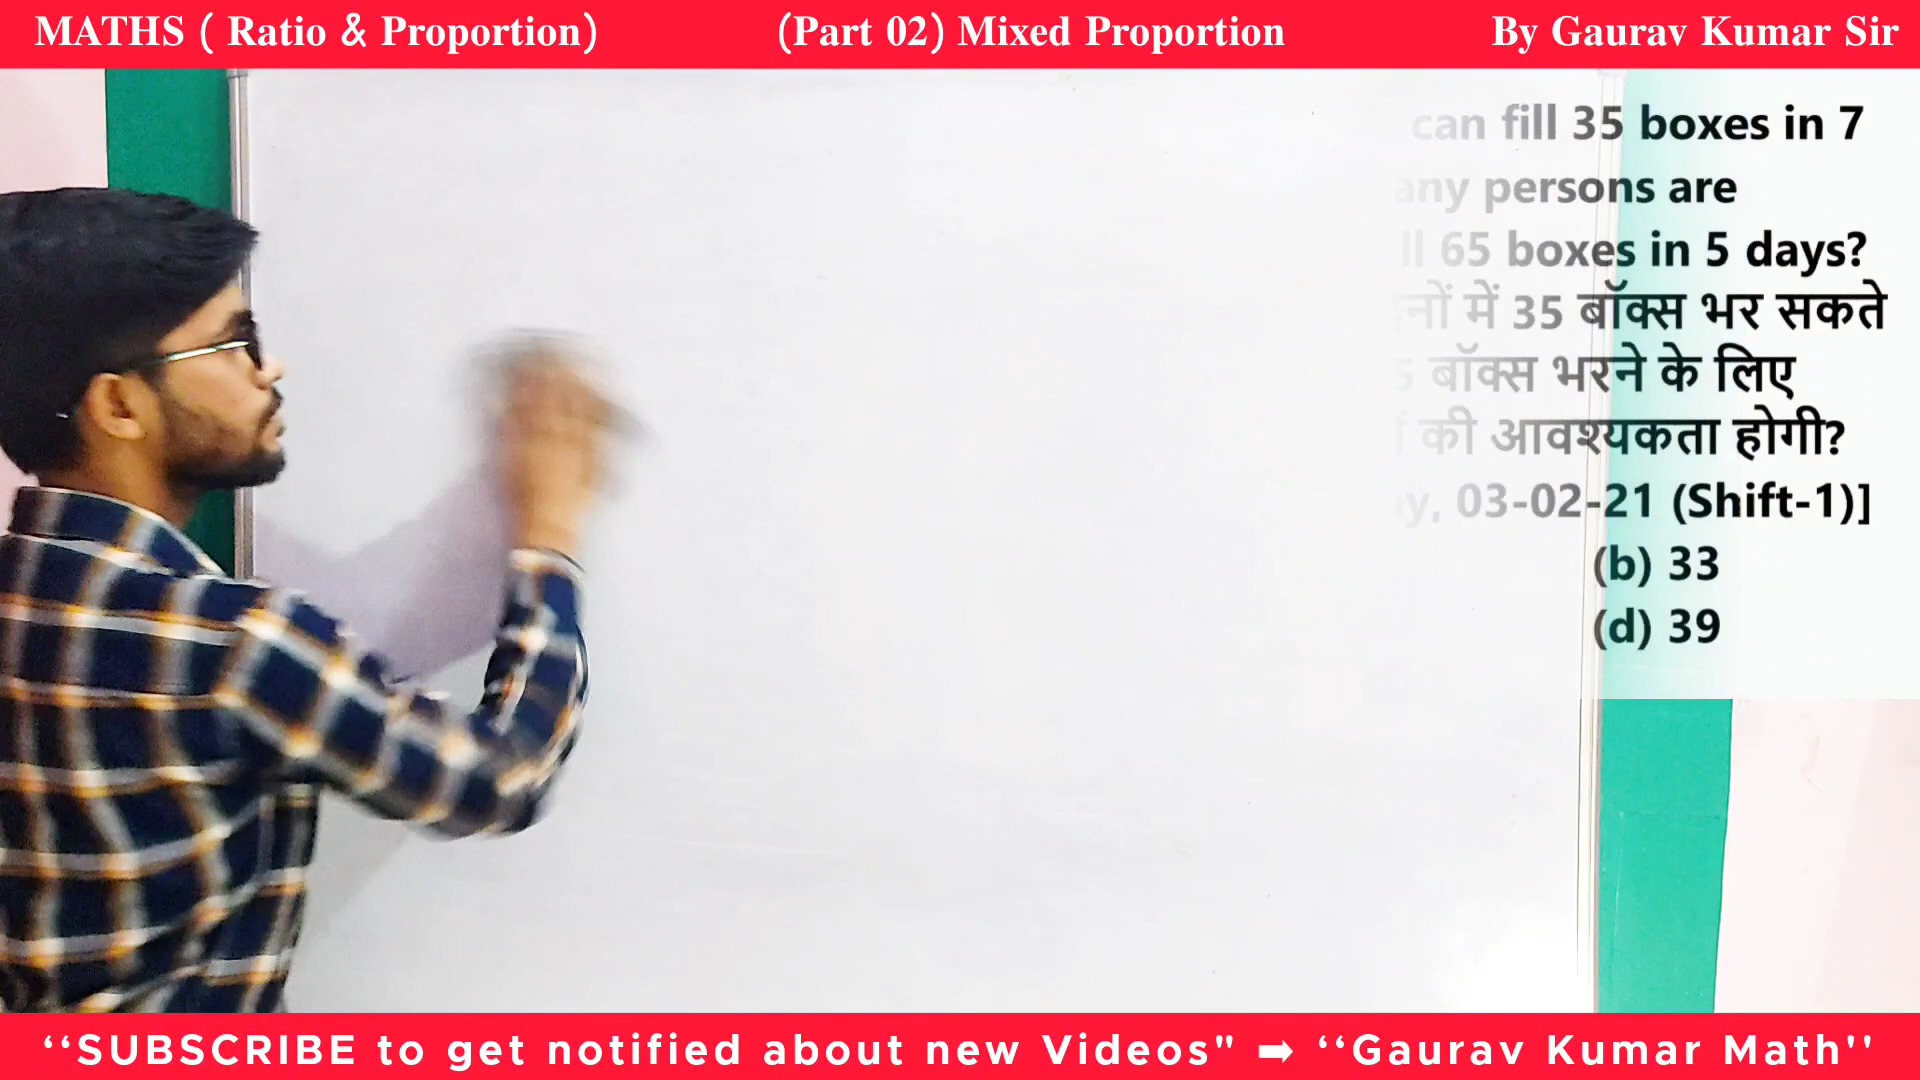 MATHS ( Ratio & Proportion) (Part 02) Mixed Proportion By Gaurav Kumar Sir
can fill 35 boxes in 7
persons are
65 boxes in 5 days?
में 35 बॉक्स भर सकते
बॉक्स भरने के लिए
की आवश्यकता होगी?
03-02-21 (Shift-1)]
(b) 33
(d) 39
‘‘SUBSCRIBE to get notified about new Videos" ➡ ‘‘Gaurav Kumar Math''